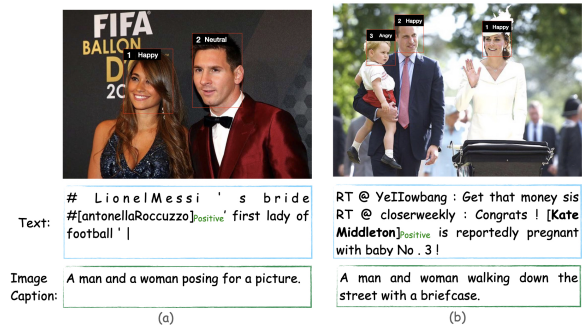 FIFA
BALLON
D
20
1 Happy
2 Neutral
3 Angry
2 Happy
1 Happy
Text:
# LionelMessi ' s bride
#[antonellaRoccuzzo]Positive' first lady of
football ' |
RT @ YeIIowbang : Get that money sis
RT @ closerweekly : Congrats ! [Kate
Middleton]Positive is reportedly pregnant
with baby No . 3 !
Image
Caption:
A man and a woman posing for a picture.
A man and woman walking down the
street with a briefcase.
(a)
(b)